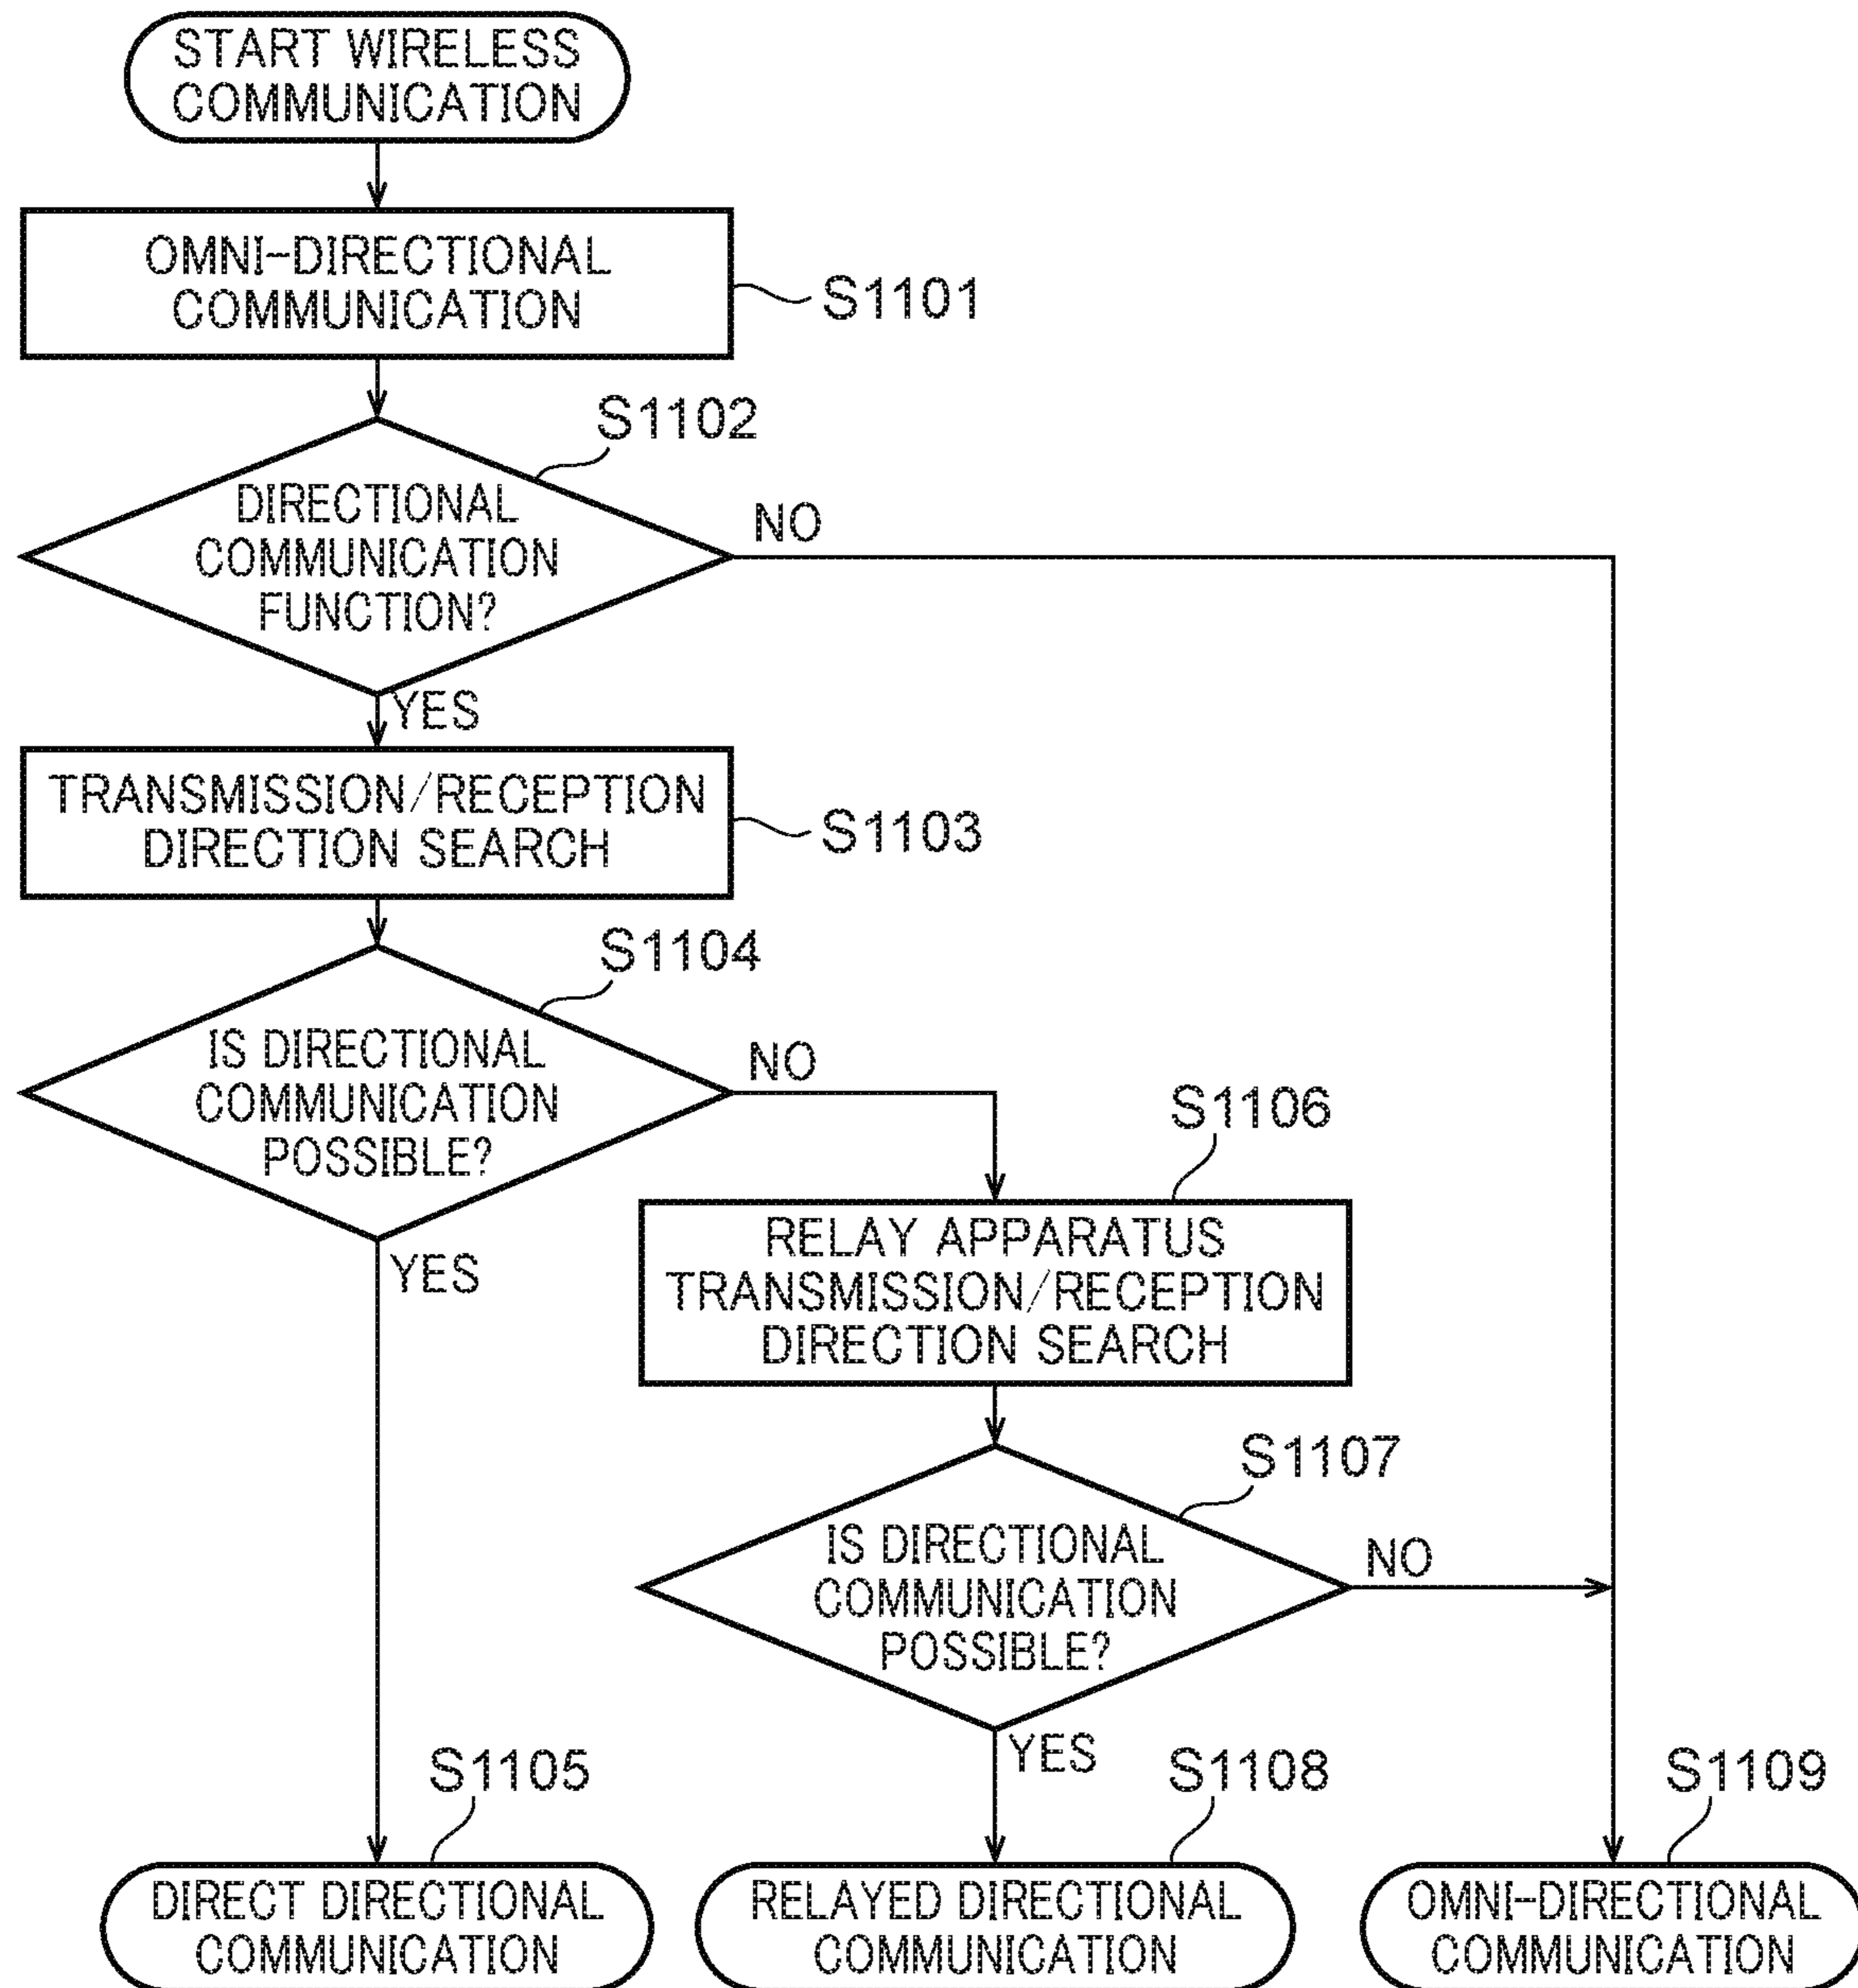 START WIRELESS
COMMUNICATION
OMNI-DIRECTIONAL
COMMUNICATION
S1101
S1102
DIRECTIONAL
COMMUNICATION
FUNCTION?
NO
YES
TRANSMISSION/RECEPTION
DIRECTION SEARCH
S1103
S1104
IS DIRECTIONAL
COMMUNICATION
POSSIBLE?
NO
YES
S1106
RELAY APPARATUS
TRANSMISSION/RECEPTION
DIRECTION SEARCH
S1107
IS DIRECTIONAL
COMMUNICATION
POSSIBLE?
NO
YES
S1105
DIRECT DIRECTIONAL
COMMUNICATION
S1108
RELAYED DIRECTIONAL
COMMUNICATION
S1109
OMNI-DIRECTIONAL
COMMUNICATION